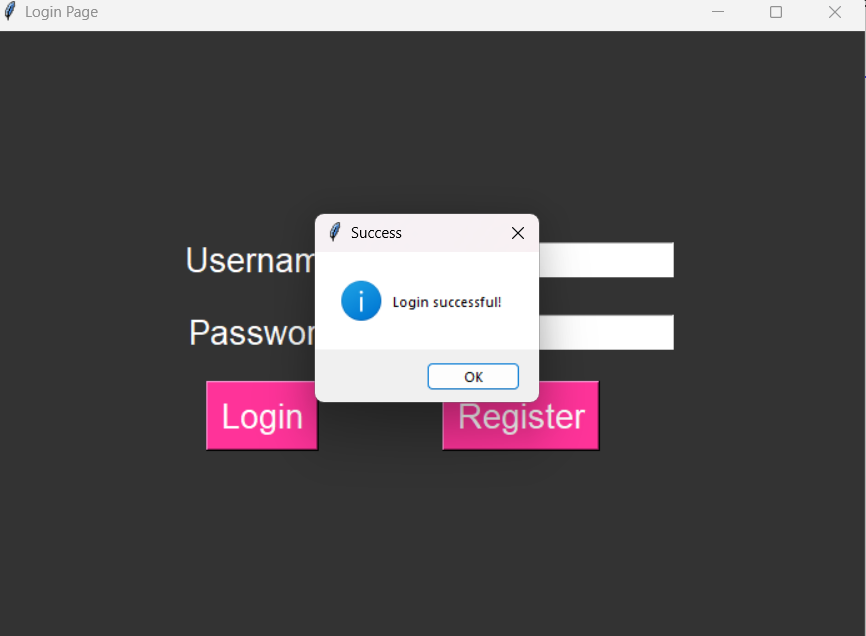 Login Page
Success
Login successful!
OK
Usernam
Passwor
Login
Register